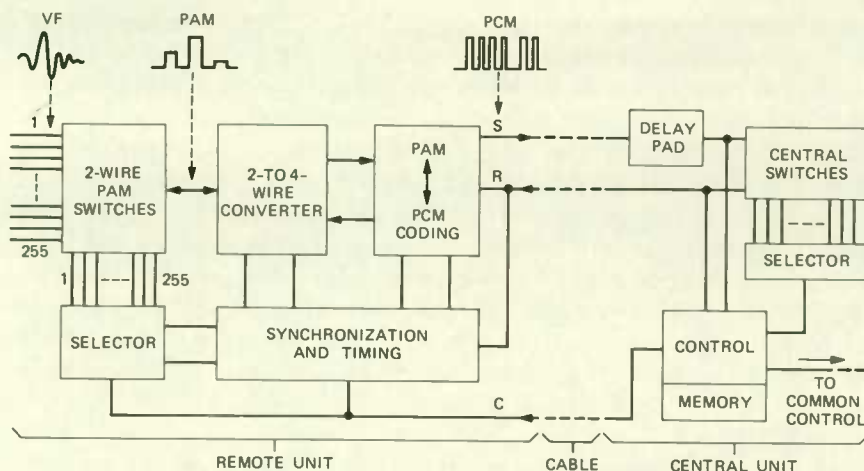 VF
PAM
PCM
1
2-WIRE
PAM
SWITCHES
255
2-TO 4-
WIRE
CONVERTER
PAM
PCM
CODING
S
R
DELAY
PAD
CENTRAL
SWITCHES
1
255
SELECTOR
SYNCHRONIZATION
AND TIMING
SELECTOR
CONTROL
MEMORY
TO
COMMON
CONTROL
C
REMOTE UNIT
CABLE
CENTRAL UNIT